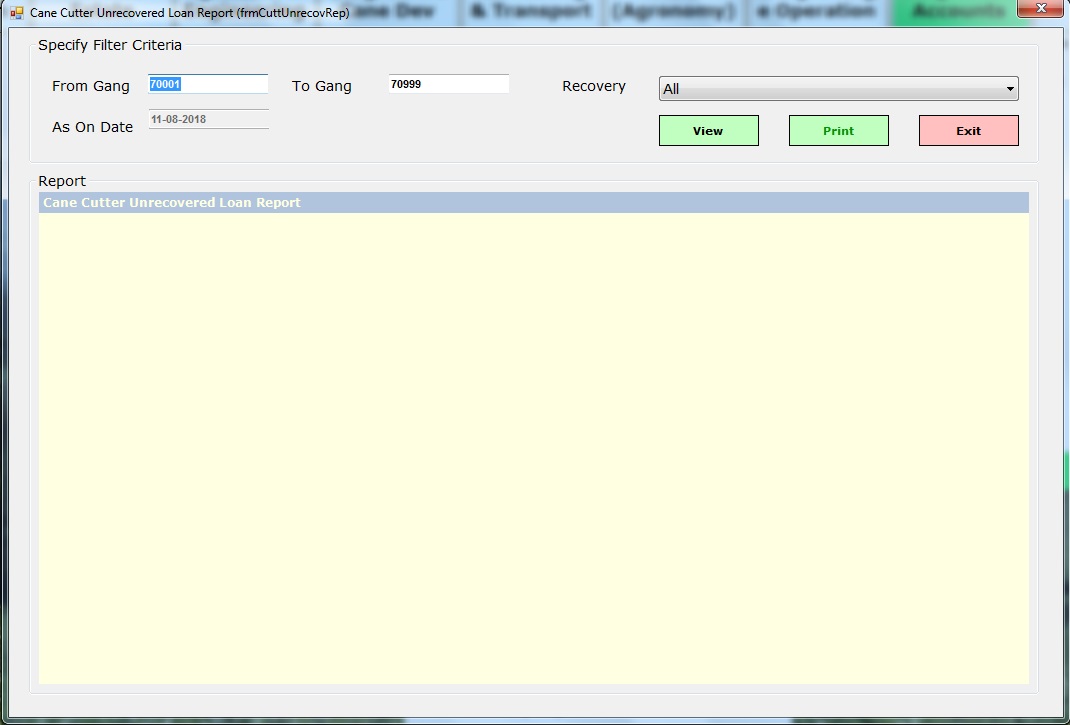 Cane Cutter Unrecovered Loan Report (frmCuttUnrecovRep)
Cane Dev & Transport (Agronomy) e Operation Accounts
Specify Filter Criteria
From Gang 70001 To Gang 70999 Recovery All
As On Date 11-08-2018
View Print Exit
Report
Cane Cutter Unrecovered Loan Report